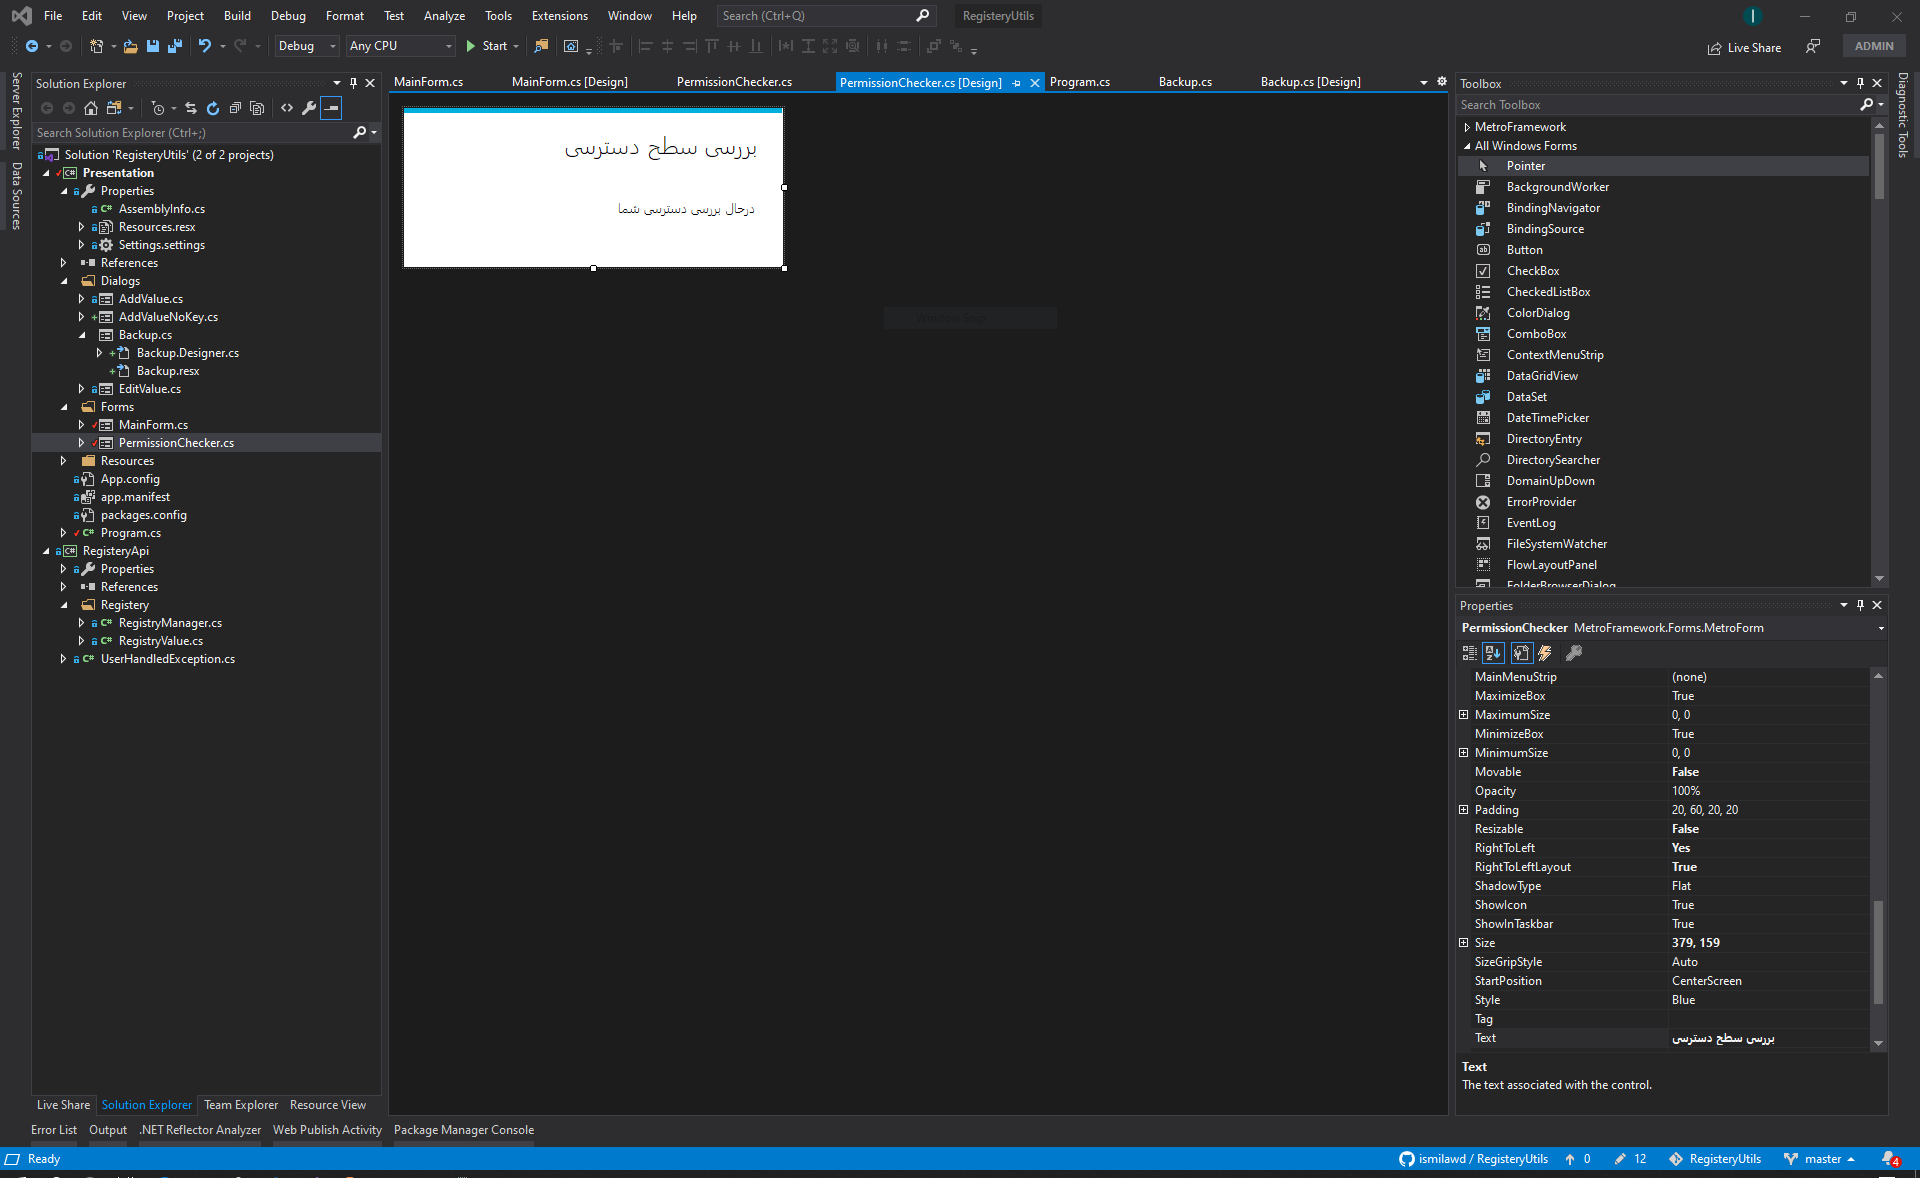 File Edit View Project Build Debug Format Test Analyze Tools Extensions Window Help Search (Ctrl+Q) RegisteryUtils
Debug Any CPU Start Live Share ADMIN
Server Explorer
Data Sources
Solution Explorer
Search Solution Explorer (Ctrl+;)
Solution 'RegisteryUtils' (2 of 2 projects)
Presentation
Properties
AssemblyInfo.cs
Resources.resx
Settings.settings
References
Dialogs
AddValue.cs
AddValueNoKey.cs
Backup.cs
Backup.Designer.cs
Backup.resx
EditValue.cs
Forms
MainForm.cs
PermissionChecker.cs
Resources
App.config
app.manifest
packages.config
Program.cs
RegisteryApi
Properties
References
Registery
RegistryManager.cs
RegistryValue.cs
UserHandledException.cs
Live Share Solution Explorer Team Explorer Resource View
MainForm.cs MainForm.cs [Design] PermissionChecker.cs PermissionChecker.cs [Design] Program.cs Backup.cs Backup.cs [Design]
بررسی سطح دسترسی
درحال بررسی دسترسی شما
Toolbox
Search Toolbox
MetroFramework
All Windows Forms
Pointer
BackgroundWorker
BindingNavigator
BindingSource
Button
CheckBox
CheckedListBox
ColorDialog
ComboBox
ContextMenuStrip
DataGridView
DataSet
DateTimePicker
DirectoryEntry
DirectorySearcher
DomainUpDown
ErrorProvider
EventLog
FileSystemWatcher
FlowLayoutPanel
FolderBrowserDialog
Diagnostic Tools
Properties
PermissionChecker MetroFramework.Forms.MetroForm
MainMenuStrip (none)
MaximizeBox True
MaximumSize 0, 0
MinimizeBox True
MinimumSize 0, 0
Movable False
Opacity 100%
Padding 20, 60, 20, 20
Resizable False
RightToLeft Yes
RightToLeftLayout True
ShadowType Flat
ShowIcon True
ShowInTaskbar True
Size 379, 159
SizeGripStyle Auto
StartPosition CenterScreen
Style Blue
Tag
Text بررسی سطح دسترسی
Text
The text associated with the control.
Error List Output .NET Reflector Analyzer Web Publish Activity Package Manager Console
Ready ismilawd / RegisteryUtils 0 12 RegisteryUtils master 4